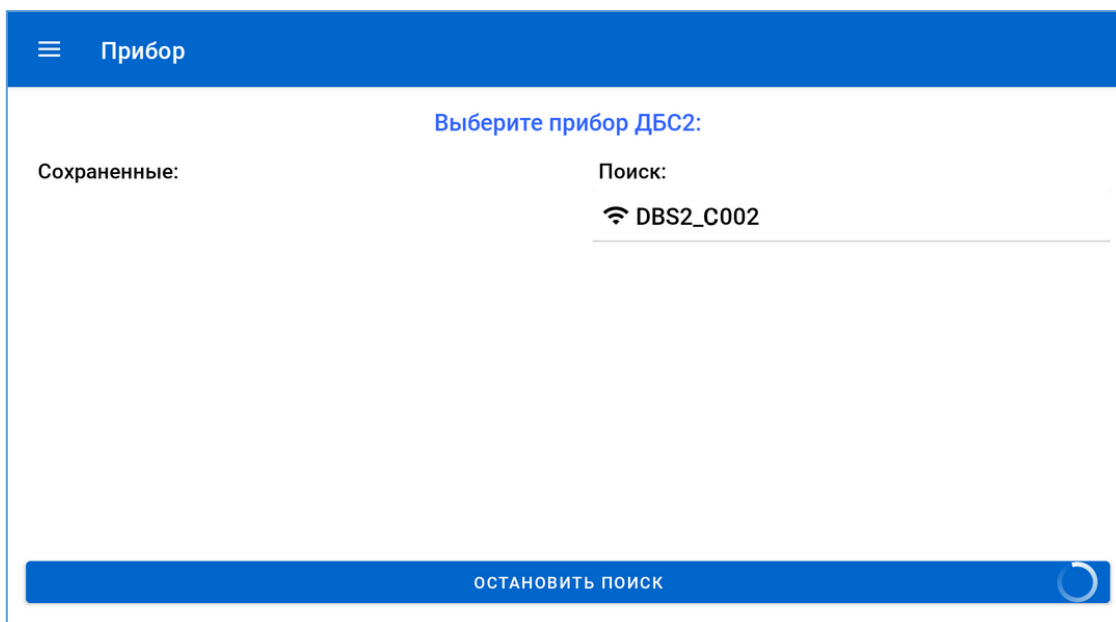 Прибор
Выберите прибор ДБС2:
Сохраненные:
Поиск:
DBS2_C002
ОСТАНОВИТЬ ПОИСК